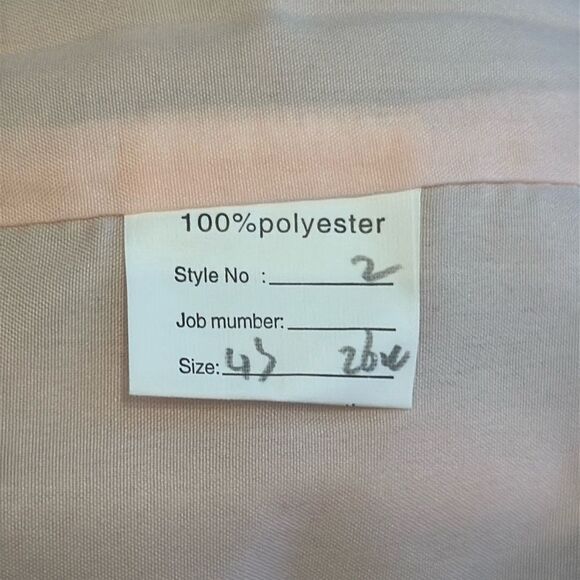 100%polyester
Style No : 2
Job mumber:
Size: